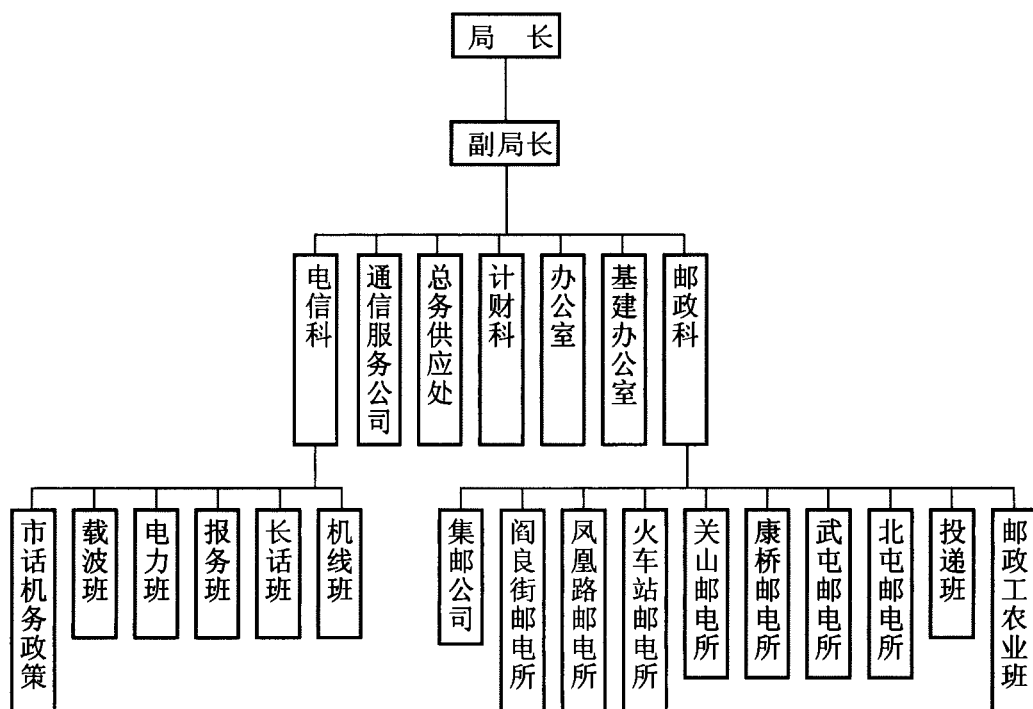 局 长
副局长
电信科
通信服务公司
总务供应处
计财科
办公室
基建办公室
邮政科
市话机务政策
载波班
电力班
报务班
长话班
机线班
集邮公司
阎良街邮电所
凤凰路邮电所
火车站邮电所
关山邮电所
康桥邮电所
武屯邮电所
北屯邮电所
投递班
邮政工农业班